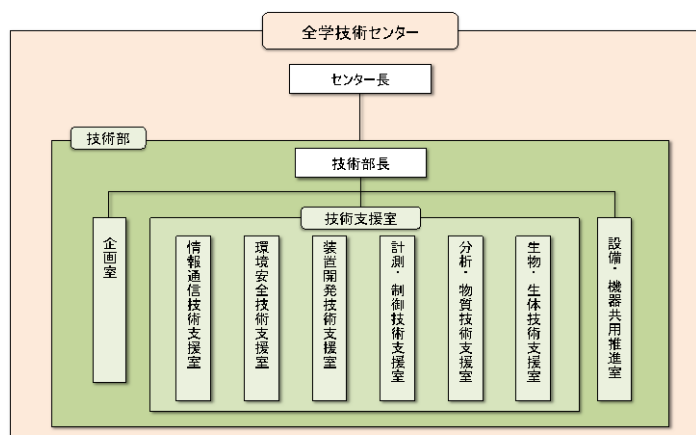 全学技術センター
センター長
技術部
技術部長
技術支援室
企画室
情報通信技術支援室
環境安全技術支援室
装置開発技術支援室
計測・制御技術支援室
分析・物質技術支援室
生物・生体技術支援室
設備・機器共用推進室